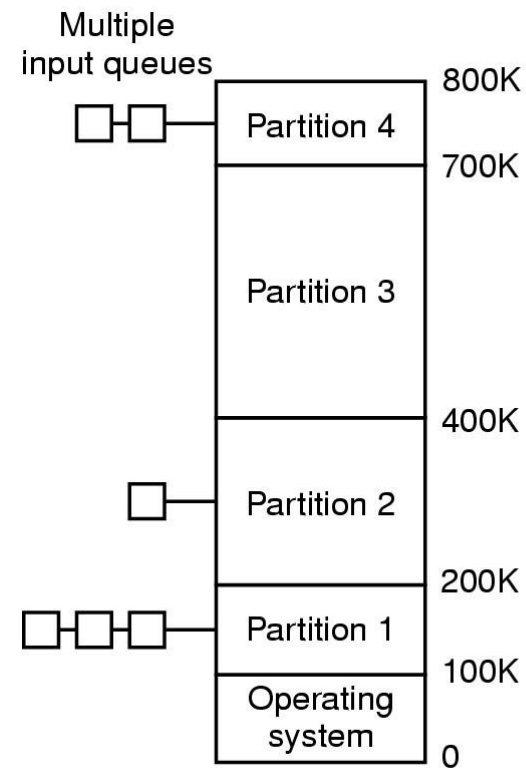 Multiple
input queues
800K
Partition 4
700K
Partition 3
400K
Partition 2
200K
Partition 1
100K
Operating
system
0